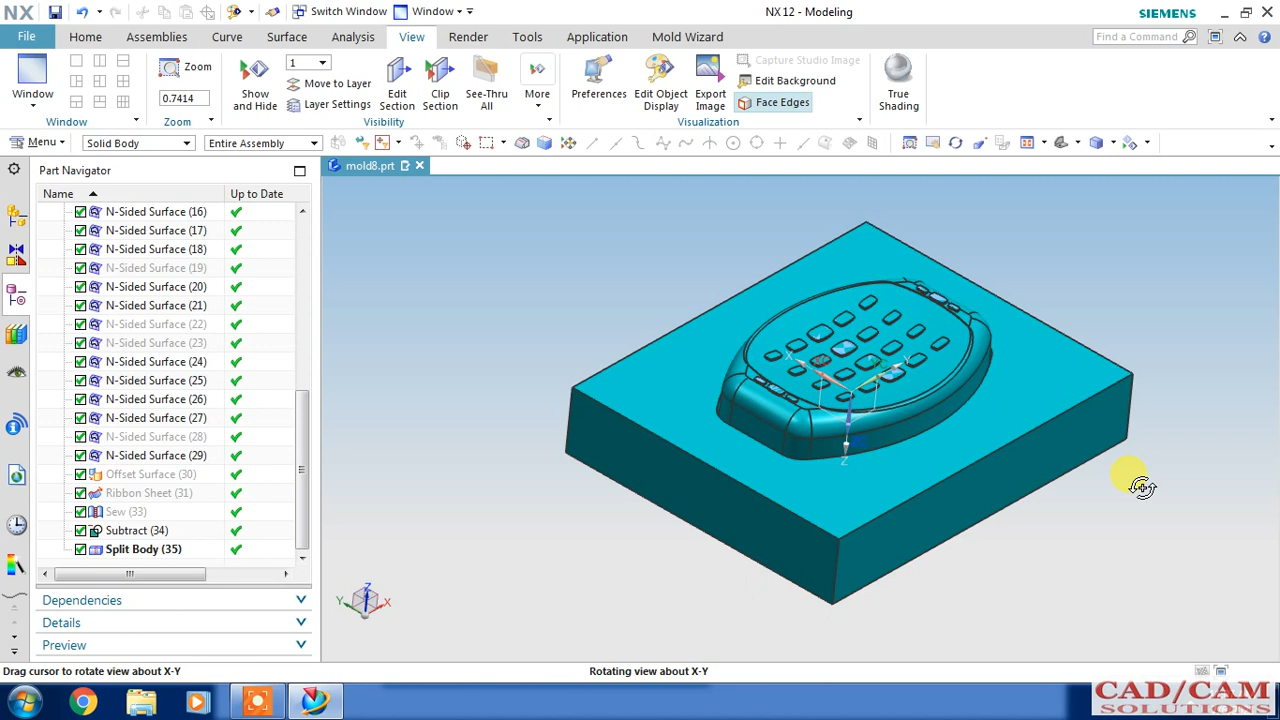 NX
Switch Window
Window
NX 12 - Modeling
SIEMENS
File
Home
Assemblies
Curve
Surface
Analysis
View
Render
Tools
Application
Mold Wizard
Find a Command
Window
Zoom
0.7414
Show and Hide
1
Move to Layer
Layer Settings
Edit Section
Clip Section
See-Thru All
More
Preferences
Edit Object Display
Export Image
Capture Studio Image
Edit Background
Face Edges
True Shading
Window
Zoom
Visibility
Visualization
Menu
Solid Body
Entire Assembly
Part Navigator
mold8.prt
Name
Up to Date
N-Sided Surface (16)
N-Sided Surface (17)
N-Sided Surface (18)
N-Sided Surface (19)
N-Sided Surface (20)
N-Sided Surface (21)
N-Sided Surface (22)
N-Sided Surface (23)
N-Sided Surface (24)
N-Sided Surface (25)
N-Sided Surface (26)
N-Sided Surface (27)
N-Sided Surface (28)
N-Sided Surface (29)
Offset Surface (30)
Ribbon Sheet (31)
Sew (33)
Subtract (34)
Split Body (35)
X
Y
Z
Z
Y
X
Dependencies
Details
Preview
Drag cursor to rotate view about X-Y
Rotating view about X-Y
CAD/CAM
SOLUTIONS